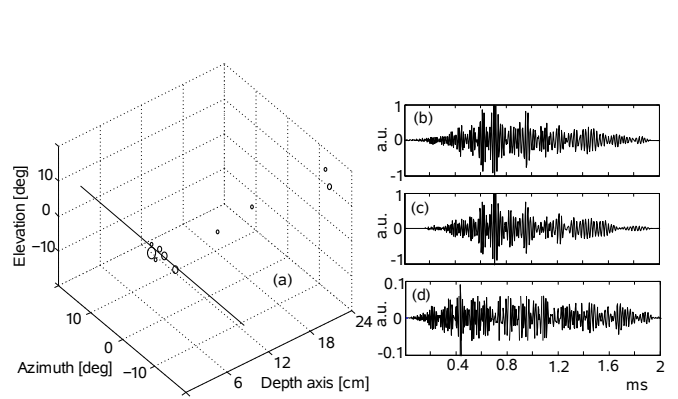 (a)
Elevation [deg]
10
0
−10
Azimuth [deg]
10
0
−10
Depth axis [cm]
6
12
18
24
(b)
a.u.
1
0
-1
(c)
a.u.
1
0
-1
(d)
a.u.
0.1
0
-0.1
0.4 0.8 1.2 1.6 2
ms